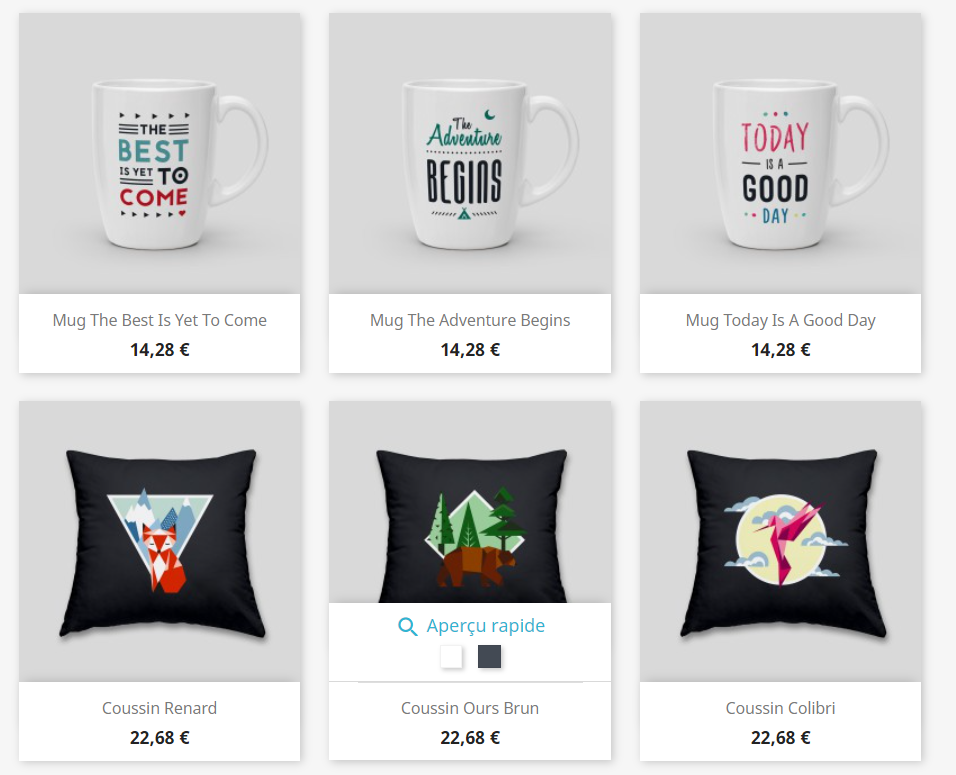 THE
BEST
IS YET TO
COME
The
Adventure
BEGINS
TODAY
IS A
GOOD
DAY
Mug The Best Is Yet To Come
14,28 €
Mug The Adventure Begins
14,28 €
Mug Today Is A Good Day
14,28 €
Aperçu rapide
Coussin Renard
22,68 €
Coussin Ours Brun
22,68 €
Coussin Colibri
22,68 €